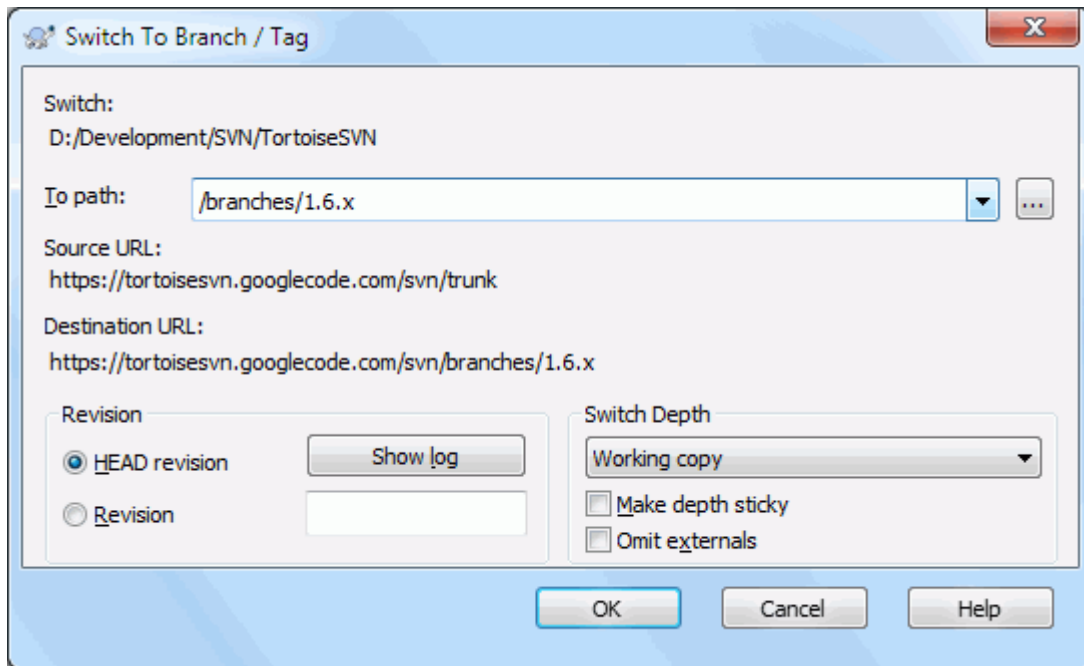 Switch To Branch / Tag
Switch:
D:/Development/SVN/TortoiseSVN
To path:
/branches/1.6.x
...
Source URL:
https://tortoisesvn.googlecode.com/svn/trunk
Destination URL:
https://tortoisesvn.googlecode.com/svn/branches/1.6.x
Revision
HEAD revision
Show log
Revision
Switch Depth
Working copy
Make depth sticky
Omit externals
OK
Cancel
Help